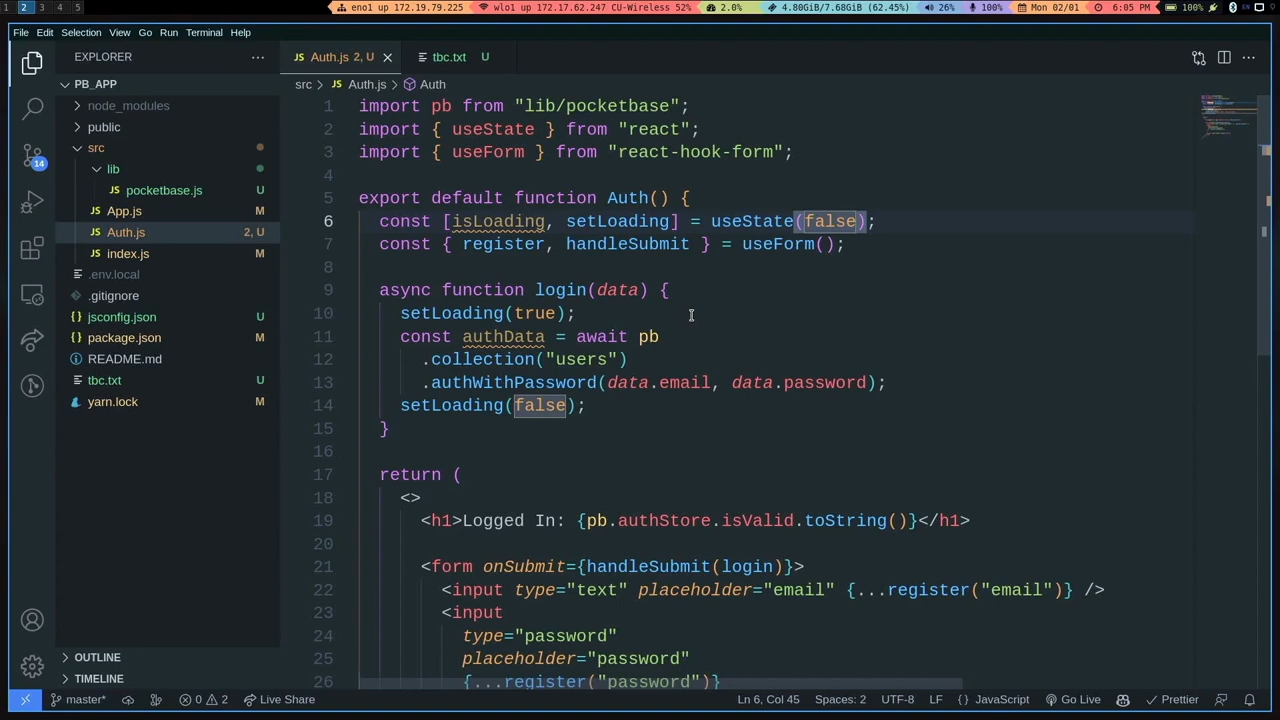 1 2 3 4 5 eno1 up 172.19.79.225 wlo1 up 172.17.62.247 CU-Wireless 52% 2.0% 4.80GiB/7.68GiB (62.45%) 26% 100% Mon 02/01 6:05 PM 100% EN
File Edit Selection View Go Run Terminal Help
EXPLORER
PB_APP
node_modules
public
src
lib
pocketbase.js U
App.js M
Auth.js 2, U
index.js M
.env.local
.gitignore
jsconfig.json U
package.json M
README.md
tbc.txt U
yarn.lock M
OUTLINE
TIMELINE
14
Auth.js 2, U
tbc.txt U
src > Auth.js > Auth
1 import pb from "lib/pocketbase";
2 import { useState } from "react";
3 import { useForm } from "react-hook-form";
4
5 export default function Auth() {
6 const [isLoading, setLoading] = useState(false);
7 const { register, handleSubmit } = useForm();
8
9 async function login(data) {
10 setLoading(true);
11 const authData = await pb
12 .collection("users")
13 .authWithPassword(data.email, data.password);
14 setLoading(false);
15 }
16
17 return (
18 <>
19 <h1>Logged In: {pb.authStore.isValid.toString()}</h1>
20
21 <form onSubmit={handleSubmit(login)}>
22 <input type="text" placeholder="email" {...register("email")} />
23 <input
24 type="password"
25 placeholder="password"
26 {...register("password")}
master* 0 2 Live Share Ln 6, Col 45 Spaces: 2 UTF-8 LF { } JavaScript Go Live Prettier